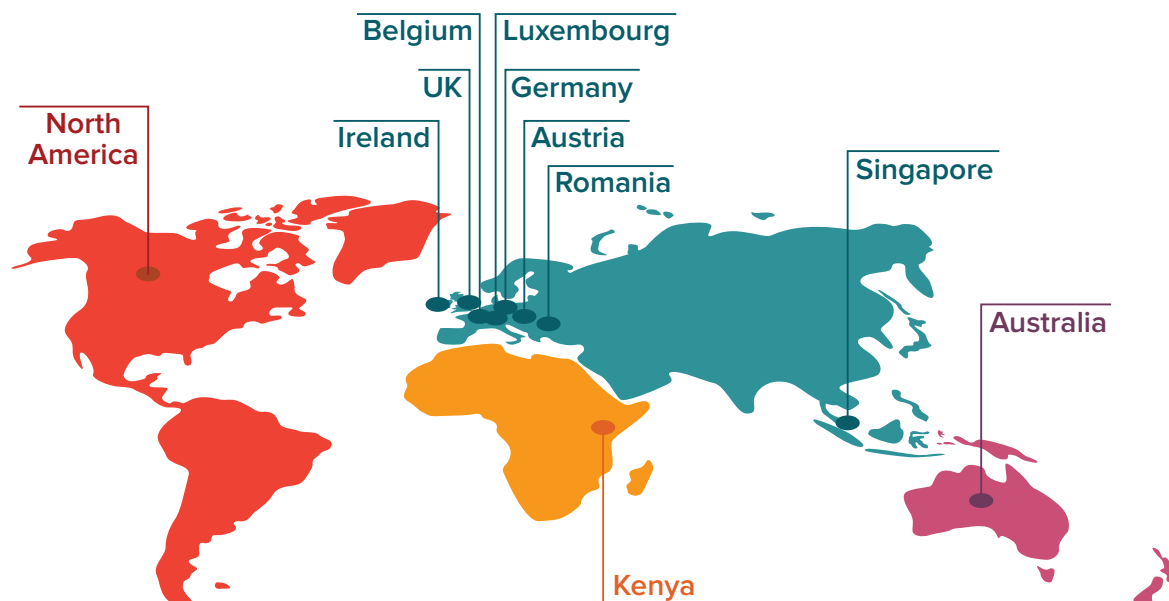 Belgium
Luxembourg
UK
Germany
North
America
Ireland
Austria
Romania
Singapore
Australia
Kenya